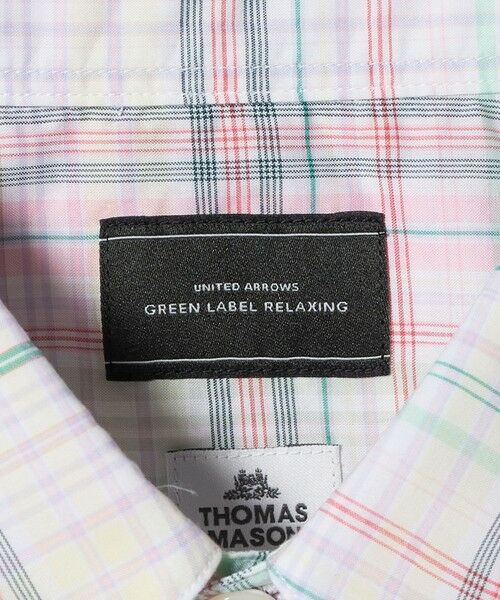 UNITED ARROWS
GREEN LABEL RELAXING
THOMAS
MASON